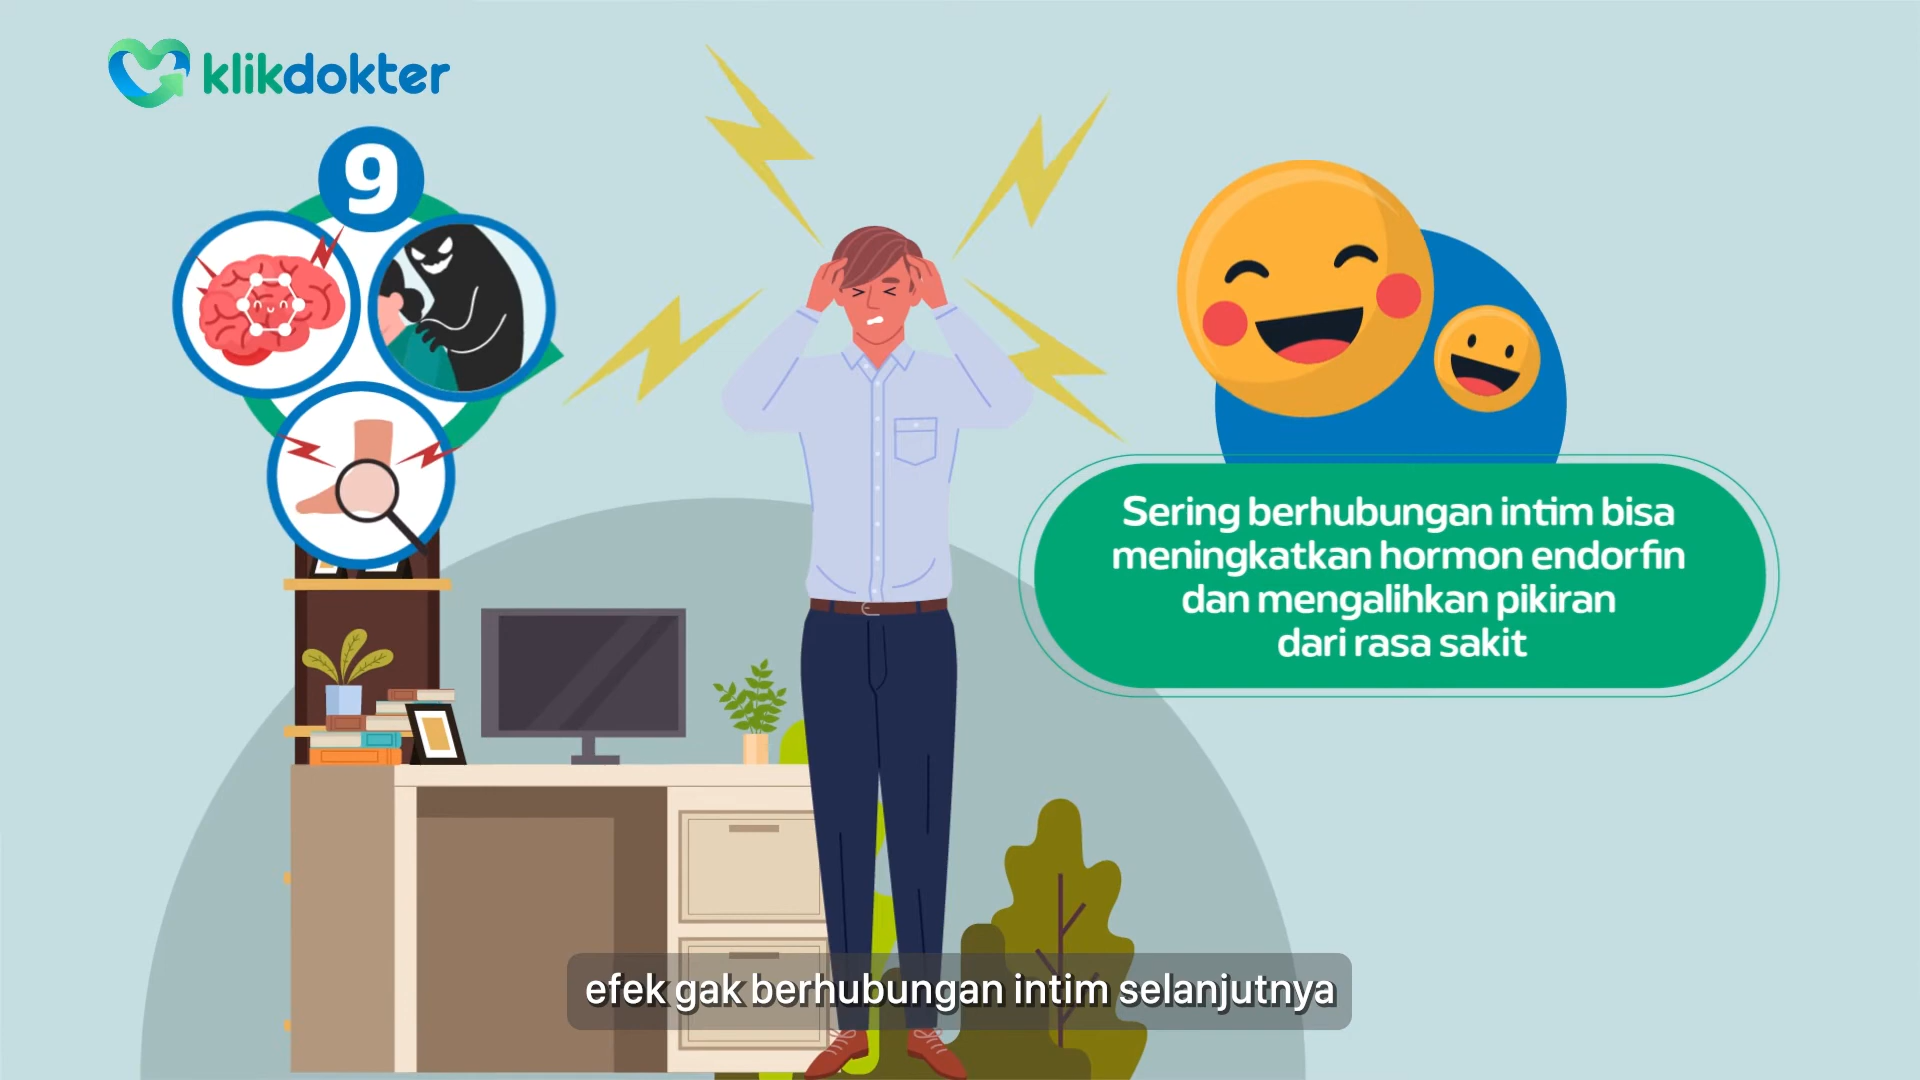 klikdokter
9
Sering berhubungan intim bisa
meningkatkan hormon endorfin
dan mengalihkan pikiran
dari rasa sakit
efek gak berhubungan intim selanjutnya